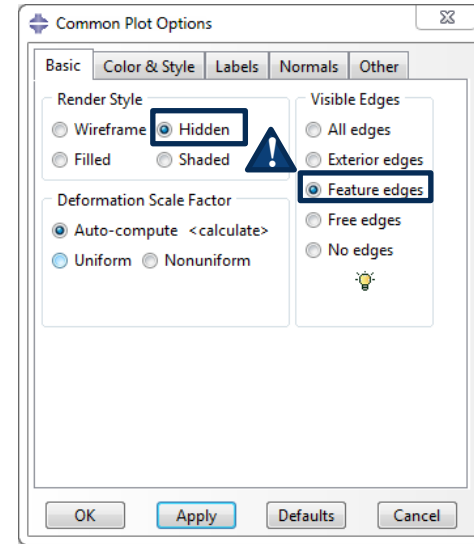 Common Plot Options
Basic Color & Style Labels Normals Other
Render Style
Wireframe Hidden
Filled Shaded
Deformation Scale Factor
Auto-compute <calculate>
Uniform Nonuniform
Visible Edges
All edges
Exterior edges
Feature edges
Free edges
No edges
OK Apply Defaults Cancel